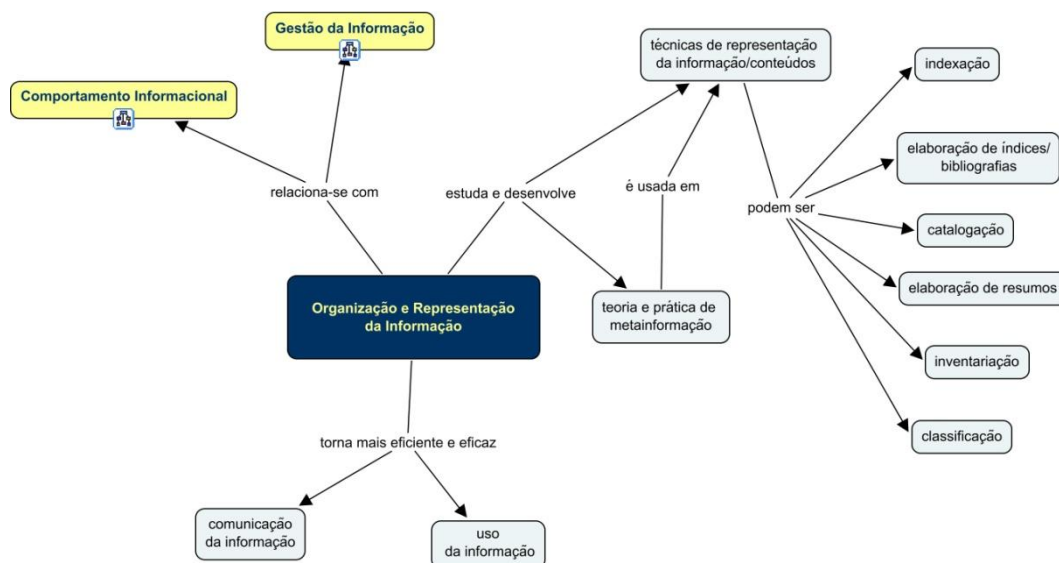 Gestão da Informação
Comportamento Informacional
relaciona-se com
Organização e Representação
da Informação
estuda e desenvolve
técnicas de representação
da informação/conteúdos
é usada em
teoria e prática de
metainformação
podem ser
indexação
elaboração de índices/
bibliografias
catalogação
elaboração de resumos
inventariação
classificação
torna mais eficiente e eficaz
comunicação
da informação
uso
da informação